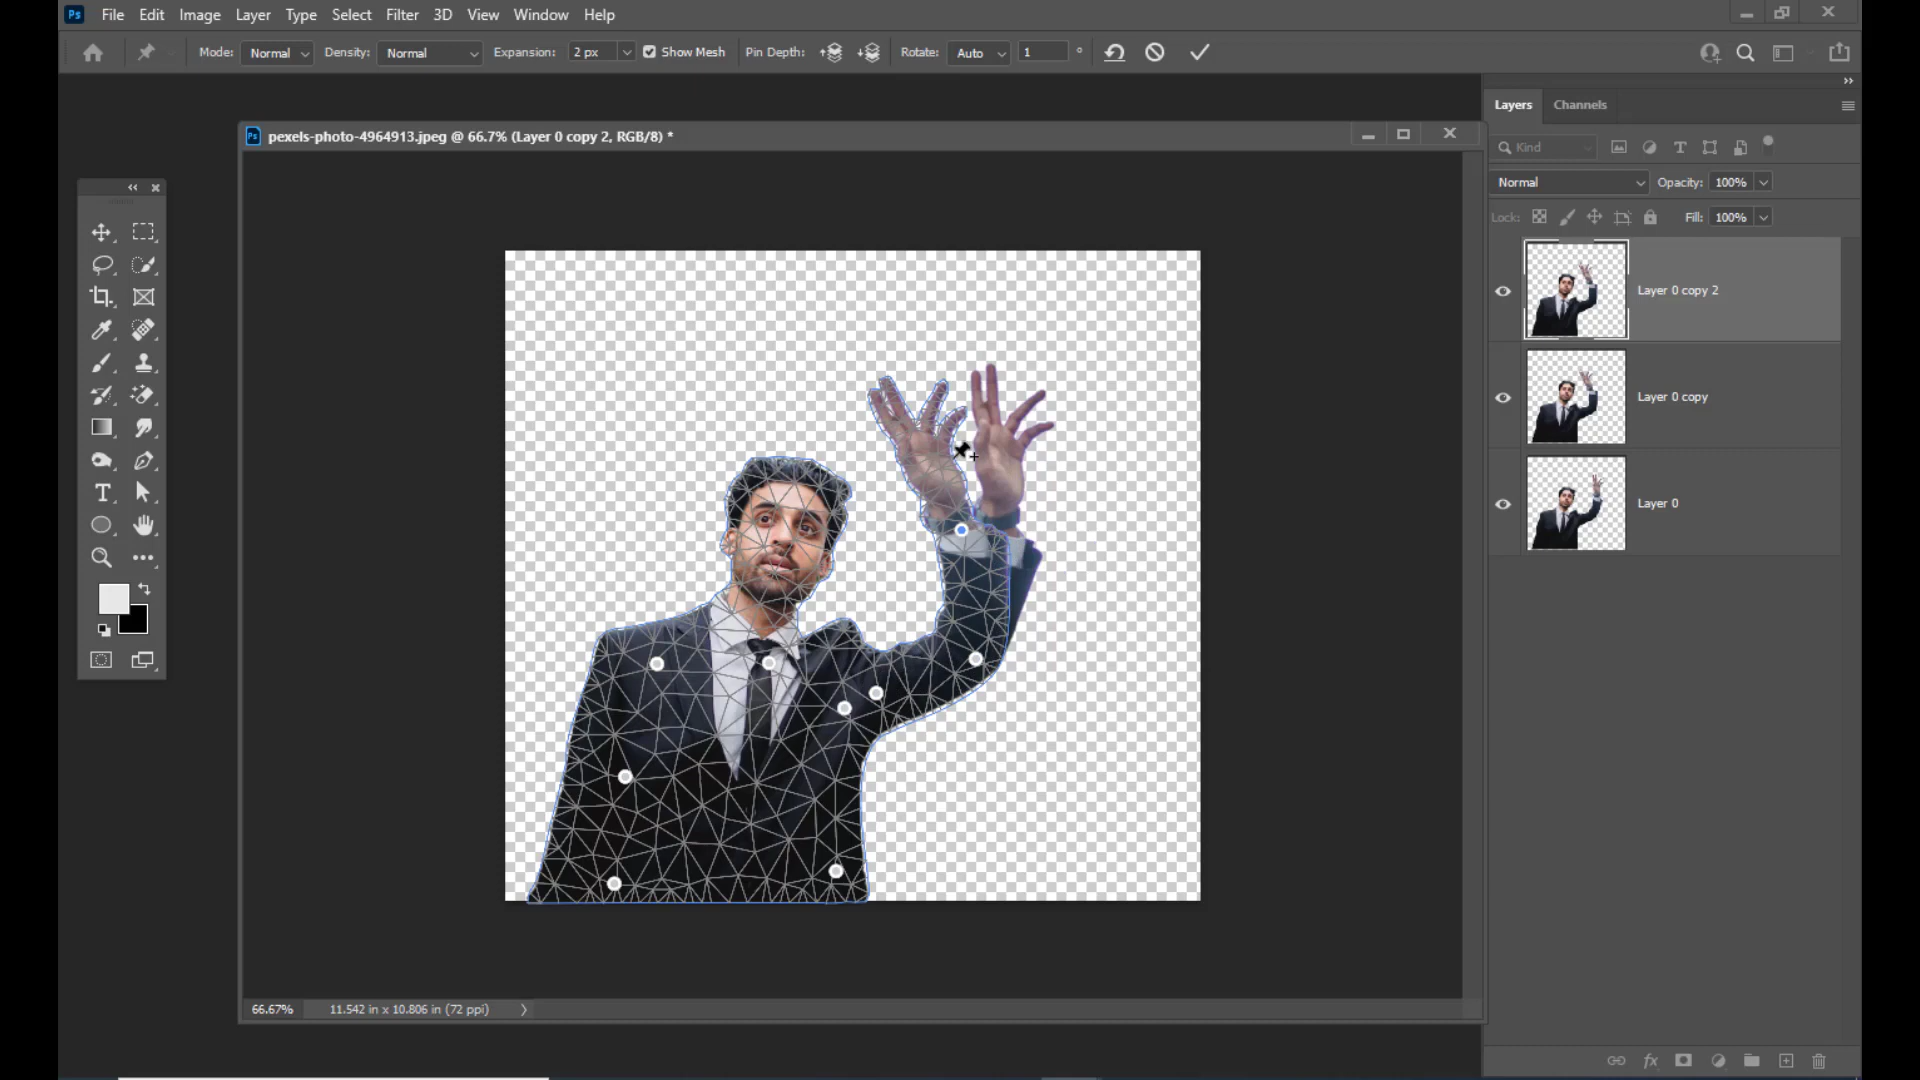 Ps File Edit Image Layer Type Select Filter 3D View Window Help
Mode: Normal Density: Normal Expansion: 2 px Show Mesh Pin Depth: Rotate: Auto 1 °
Layers Channels
Ps pexels-photo-4964913.jpeg @ 66.7% (Layer 0 copy 2, RGB/8) *
Kind
Normal Opacity: 100%
Lock: Fill: 100%
Layer 0 copy 2
Layer 0 copy
Layer 0
66.67% 11.542 in x 10.806 in (72 ppi)